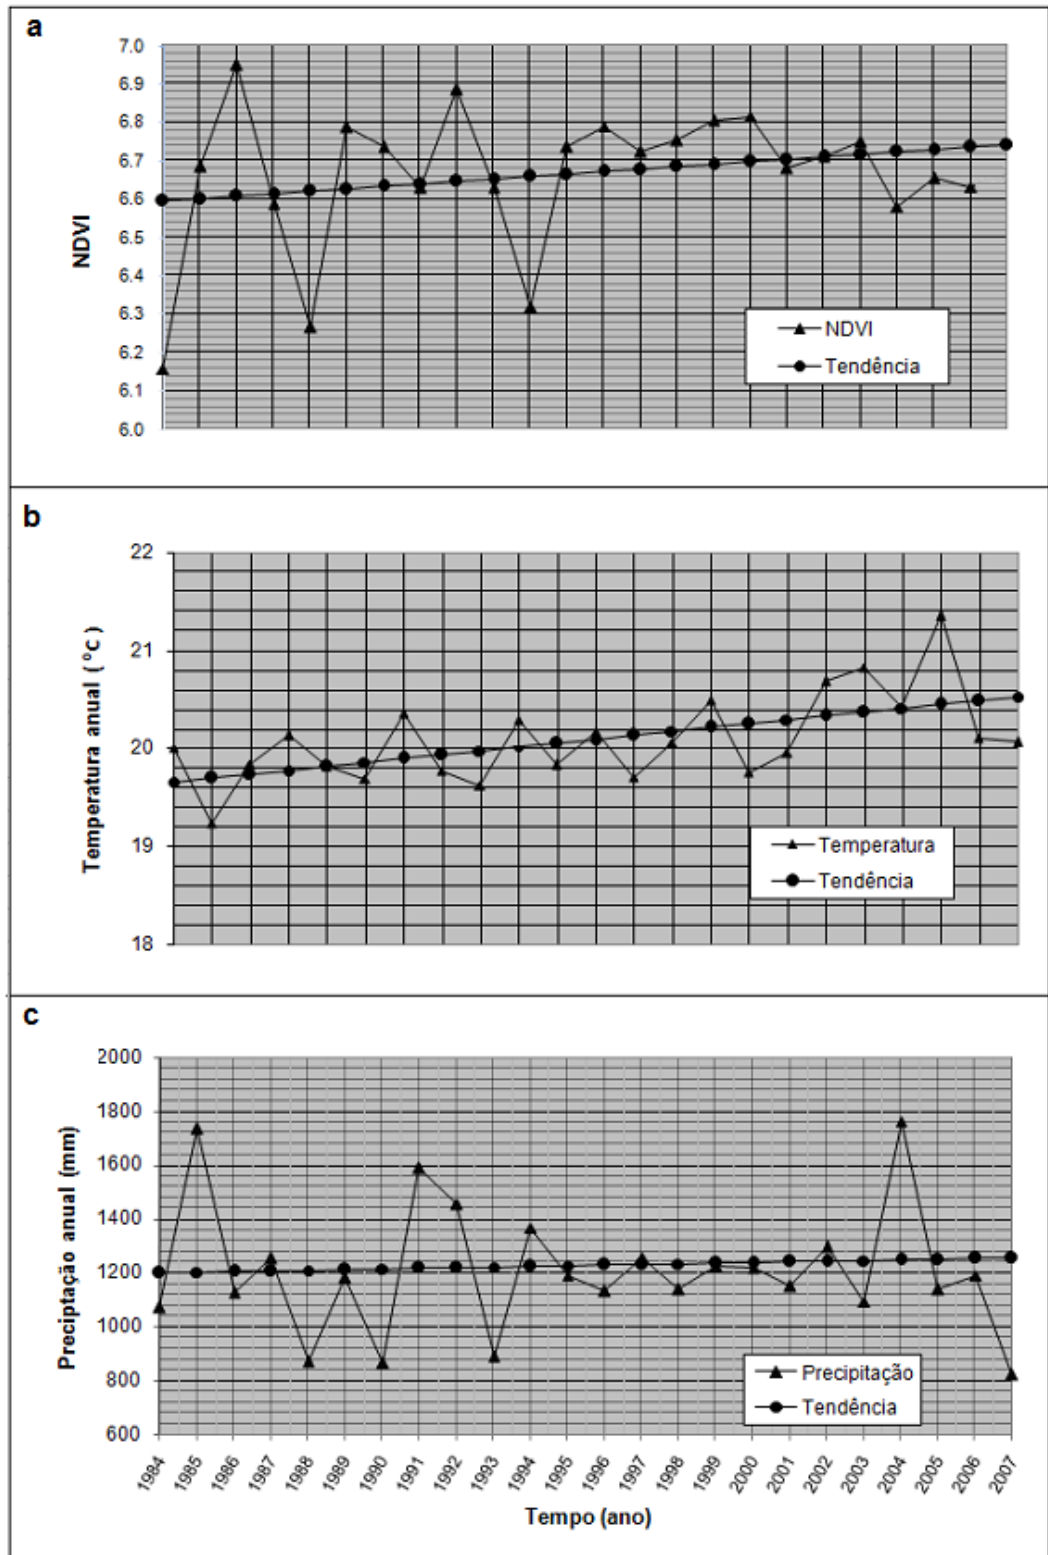 a
7.0
6.9
6.8
6.7
6.6
6.5
6.4
6.3
6.2
6.1
6.0
NDVI
NDVI
Tendência
b
22
21
20
19
18
Temperatura anual (°C)
Temperatura
Tendência
c
2000
1800
1600
1400
1200
1000
800
600
Preciptação anual (mm)
Precipitação
Tendência
1984 1985 1986 1987 1988 1989 1990 1991 1992 1993 1994 1995 1996 1997 1998 1999 2000 2001 2002 2003 2004 2005 2006 2007
Tempo (ano)